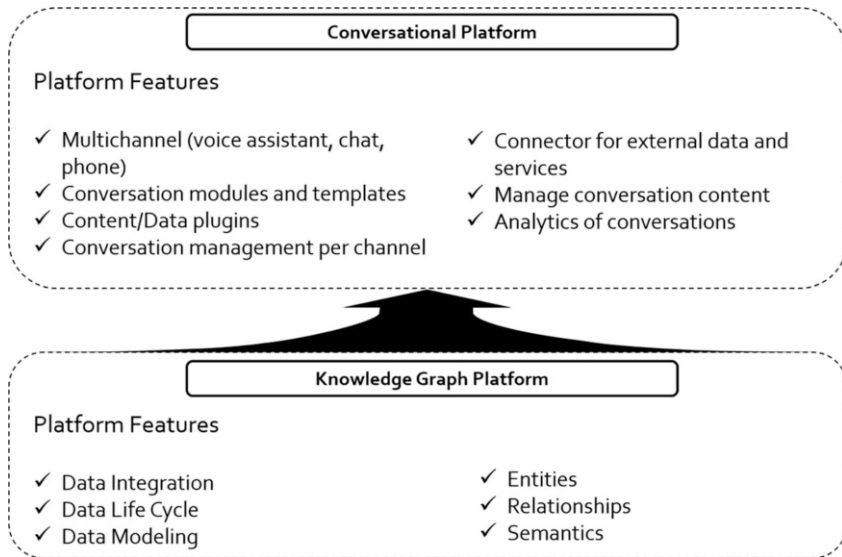 Conversational Platform
Platform Features
✓ Multichannel (voice assistant, chat,
phone)
✓ Conversation modules and templates
✓ Content/Data plugins
✓ Conversation management per channel
✓ Connector for external data and
services
✓ Manage conversation content
✓ Analytics of conversations
Knowledge Graph Platform
Platform Features
✓ Data Integration
✓ Data Life Cycle
✓ Data Modeling
✓ Entities
✓ Relationships
✓ Semantics